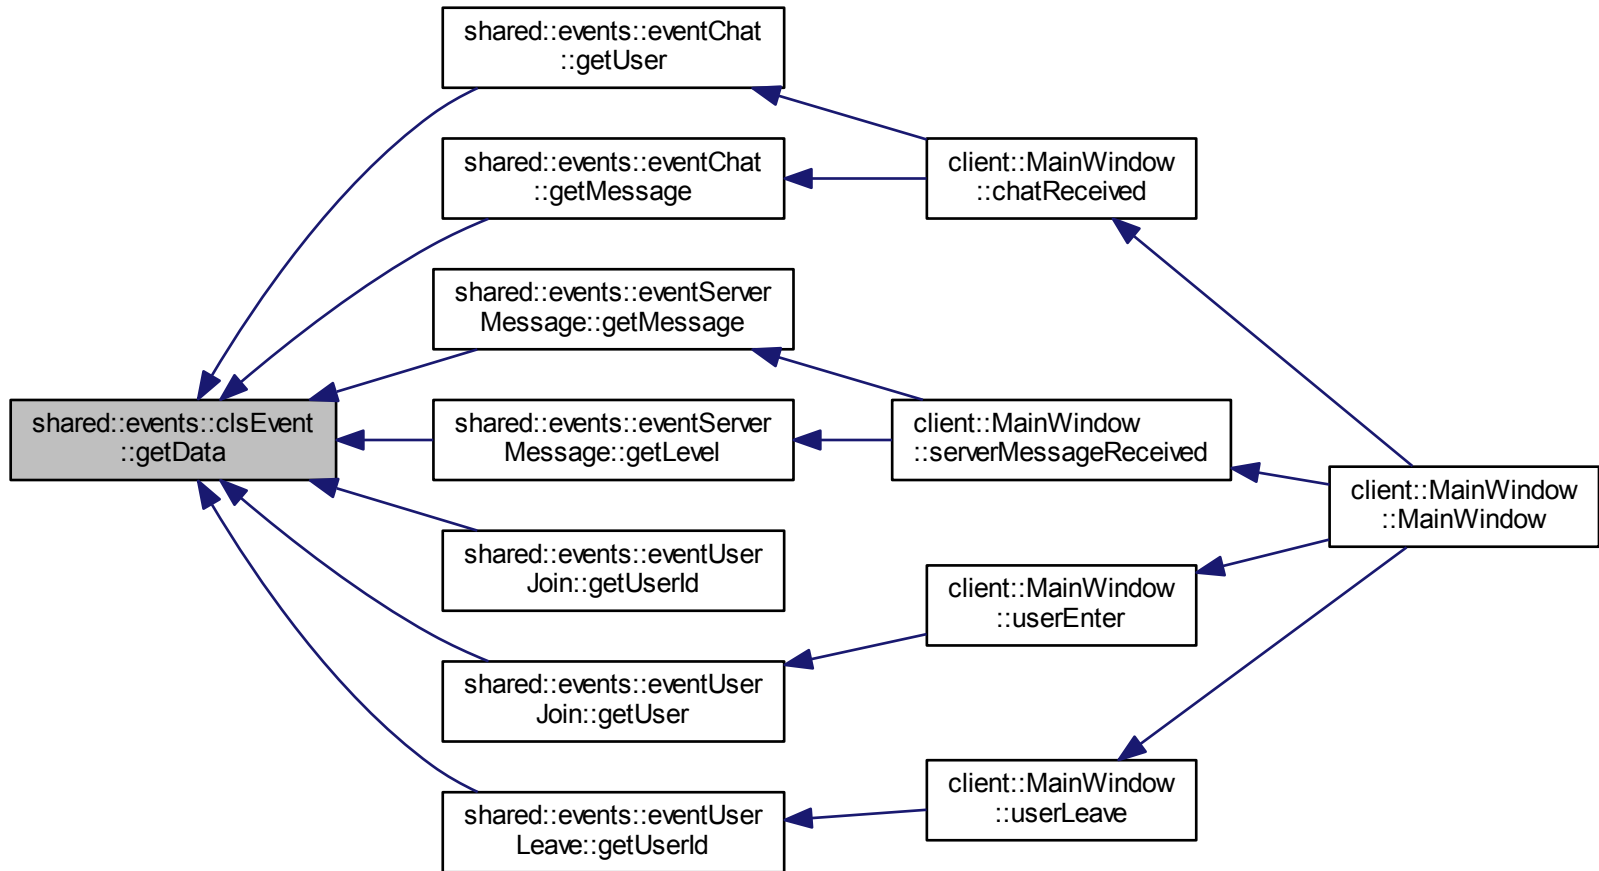 shared::events::eventChat
::getUser
shared::events::eventChat
::getMessage
shared::events::eventServer
Message::getMessage
shared::events::clsEvent
::getData
shared::events::eventServer
Message::getLevel
shared::events::eventUser
Join::getUserId
shared::events::eventUser
Join::getUser
shared::events::eventUser
Leave::getUserId
client::MainWindow
::chatReceived
client::MainWindow
::serverMessageReceived
client::MainWindow
::userEnter
client::MainWindow
::userLeave
client::MainWindow
::MainWindow